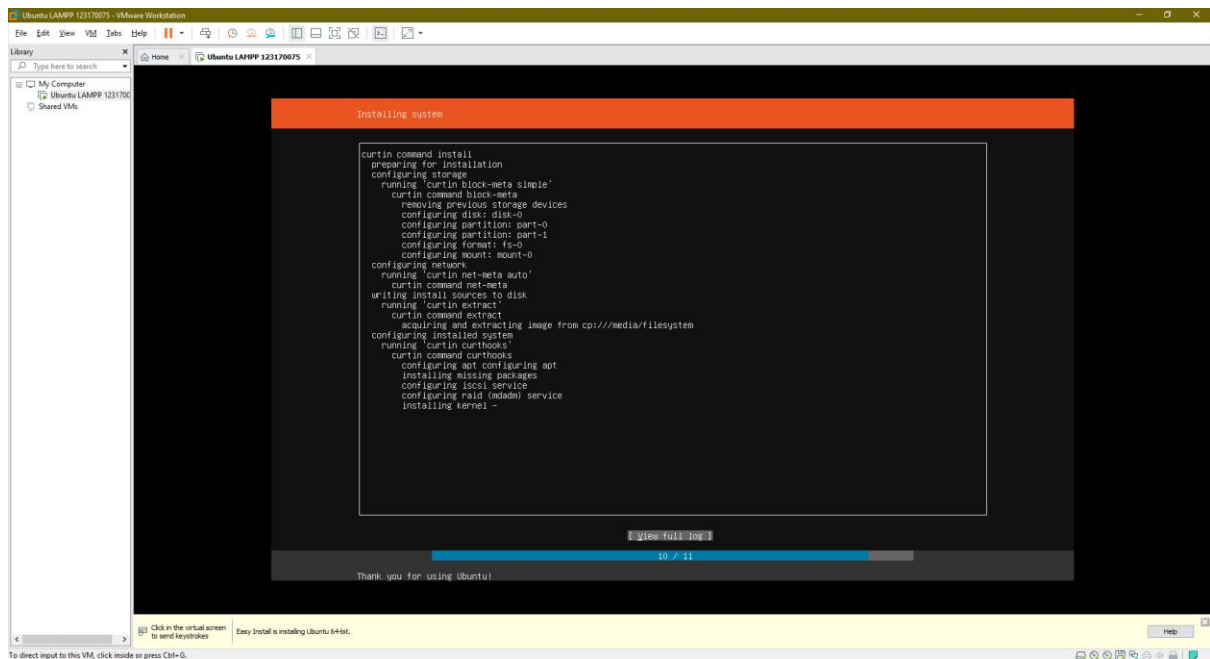 Ubuntu LAMPP 123170075 - VMware Workstation
File Edit View VM Tabs Help
Library
Type here to search
My Computer
Ubuntu LAMPP 1231700
Shared VMs
Home
Ubuntu LAMPP 123170075
Installing system
curtin command install
preparing for installation
configuring storage
running 'curtin block-meta simple'
curtin command block-meta
removing previous storage devices
configuring disk: disk-0
configuring partition: part-0
configuring partition: part-1
configuring format: fs-0
configuring mount: mount-0
configuring network
running 'curtin net-meta auto'
curtin command net-meta
writing install sources to disk
running 'curtin extract'
curtin command extract
acquiring and extracting image from cp:///media/filesystem
configuring installed system
running 'curtin curthooks'
curtin command curthooks
configuring apt configuring apt
installing missing packages
configuring iscsi service
configuring raid (mdadm) service
installing kernel -
[ View full log ]
10 / 11
Thank you for using Ubuntu!
Click in the virtual screen
to send keystrokes
Easy Install is installing Ubuntu 64-bit.
Help
To direct input to this VM, click inside or press Ctrl+G.